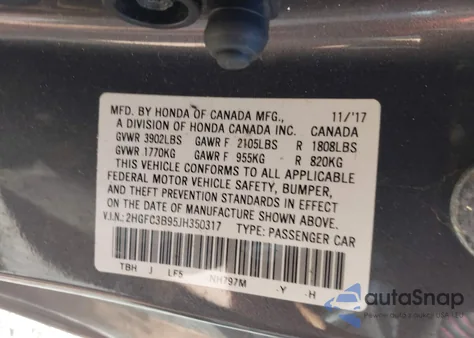 MFD. BY HONDA OF CANADA MFG., 11/'17
A DIVISION OF HONDA CANADA INC. CANADA
GVWR 3902LBS GAWR F 2105LBS R 1808LBS
GVWR 1770KG GAWR F 955KG R 820KG
THIS VEHICLE CONFORMS TO ALL APPLICABLE
FEDERAL MOTOR VEHICLE SAFETY, BUMPER,
AND THEFT PREVENTION STANDARDS IN EFFECT
ON THE DATE OF MANUFACTURE SHOWN ABOVE.
V.I.N.: 2HGFC3B95JH350317 TYPE: PASSENGER CAR
TBH J LF5 NH797M -Y -H
autoSnap